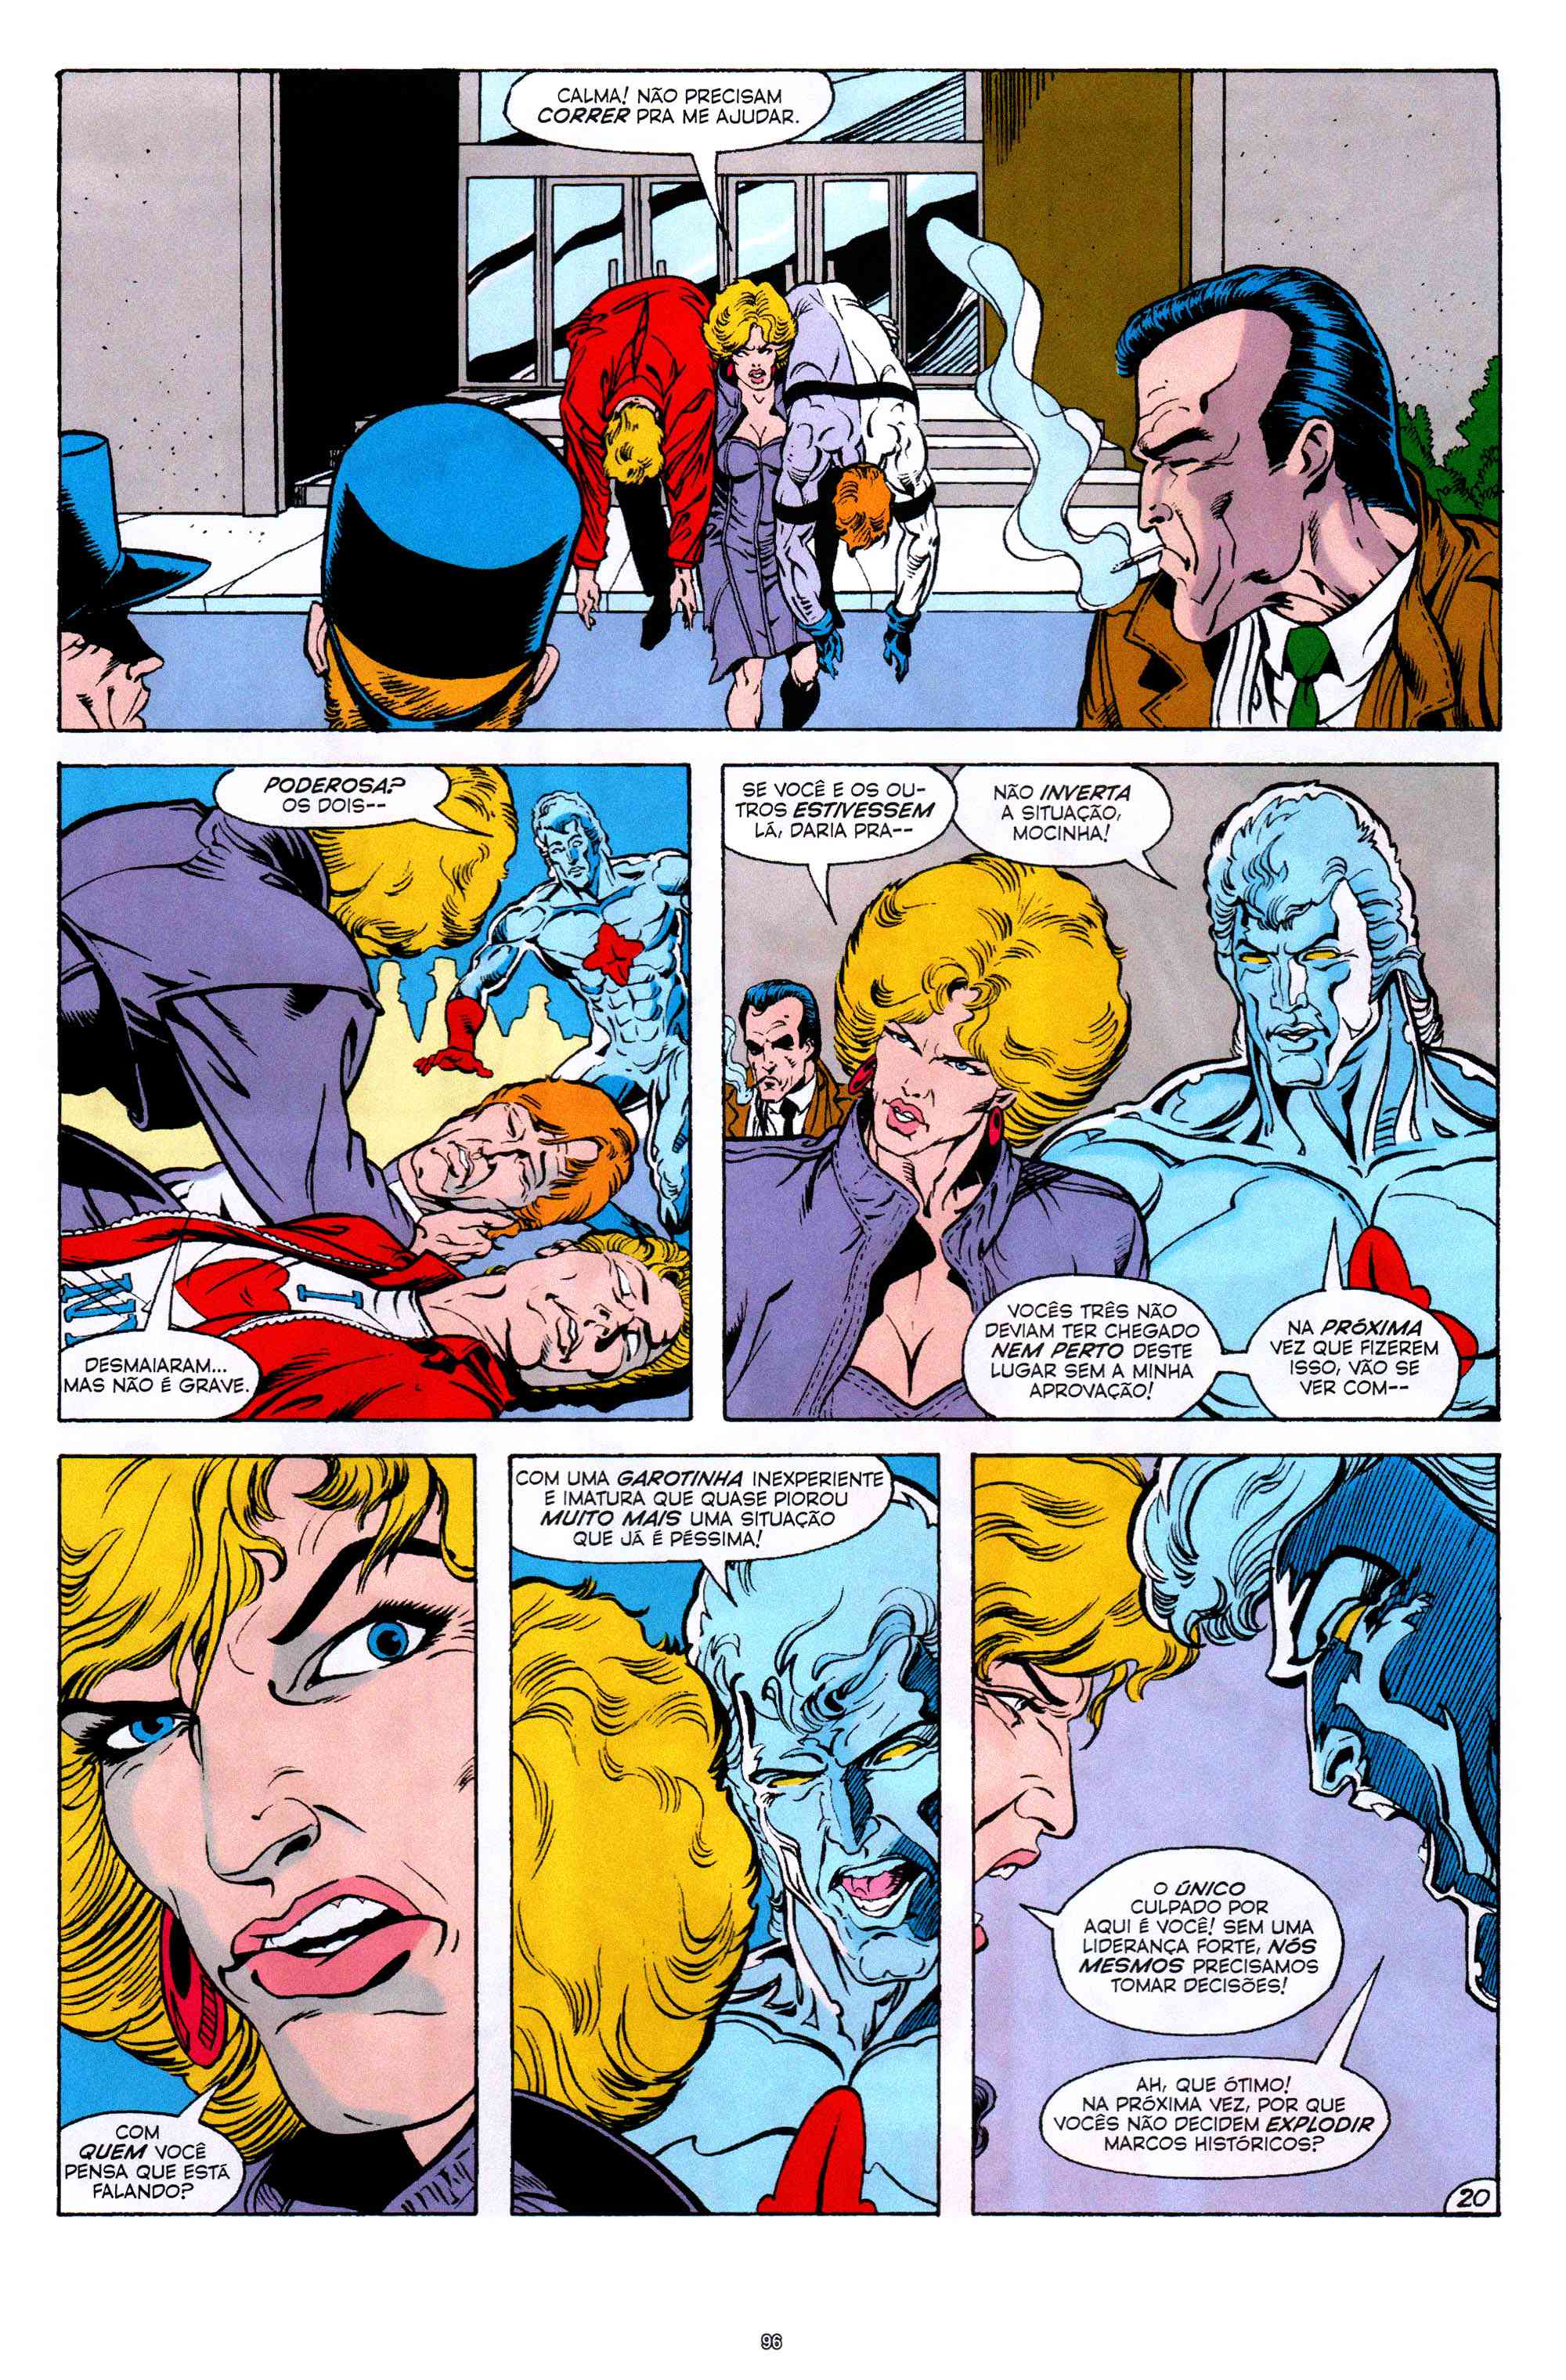 CALMA! NÃO PRECISAM
CORRER PRA ME AJUDAR.
PODEROSA?
OS DOIS--
DESMAIARAM...
MAS NÃO É GRAVE.
SE VOCÊ E OS OU-
TROS ESTIVESSEM
LÁ, DARIA PRA--
NÃO INVERTA
A SITUAÇÃO,
MOCINHA!
VOCÊS TRÊS NÃO
DEVIAM TER CHEGADO
NEM PERTO DESTE
LUGAR SEM A MINHA
APROVAÇÃO!
NA PRÓXIMA
VEZ QUE FIZEREM
ISSO, VÃO SE
VER COM--
COM
QUEM VOCÊ
PENSA QUE ESTÁ
FALANDO?
COM UMA GAROTINHA INEXPERIENTE
E IMATURA QUE QUASE PIOROU
MUITO MAIS UMA SITUAÇÃO
QUE JÁ É PÉSSIMA!
O ÚNICO
CULPADO POR
AQUI É VOCÊ! SEM UMA
LIDERANÇA FORTE, NÓS
MESMOS PRECISAMOS
TOMAR DECISÕES!
AH, QUE ÓTIMO!
NA PRÓXIMA VEZ, POR QUE
VOCÊS NÃO DECIDEM EXPLODIR
MARCOS HISTÓRICOS?
20
96